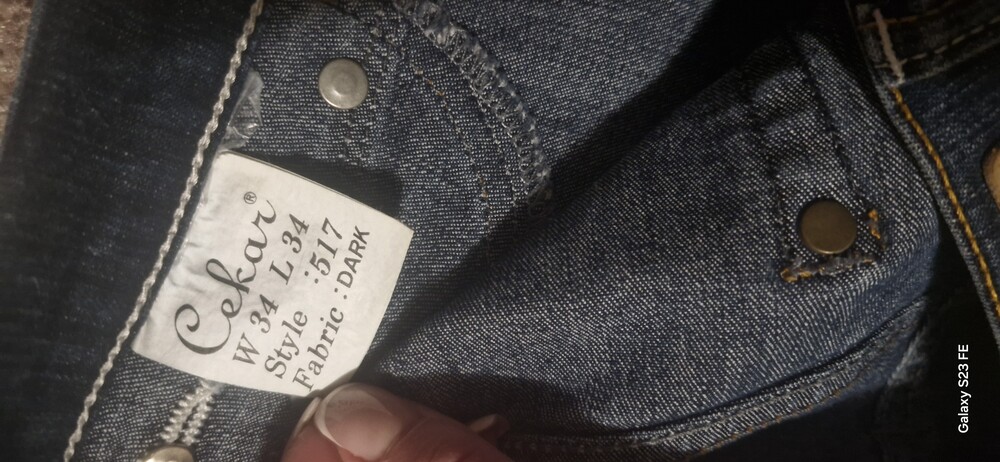 Cekar®
W 34 L 34
Style :517
Fabric :DARK
Galaxy S23 FE